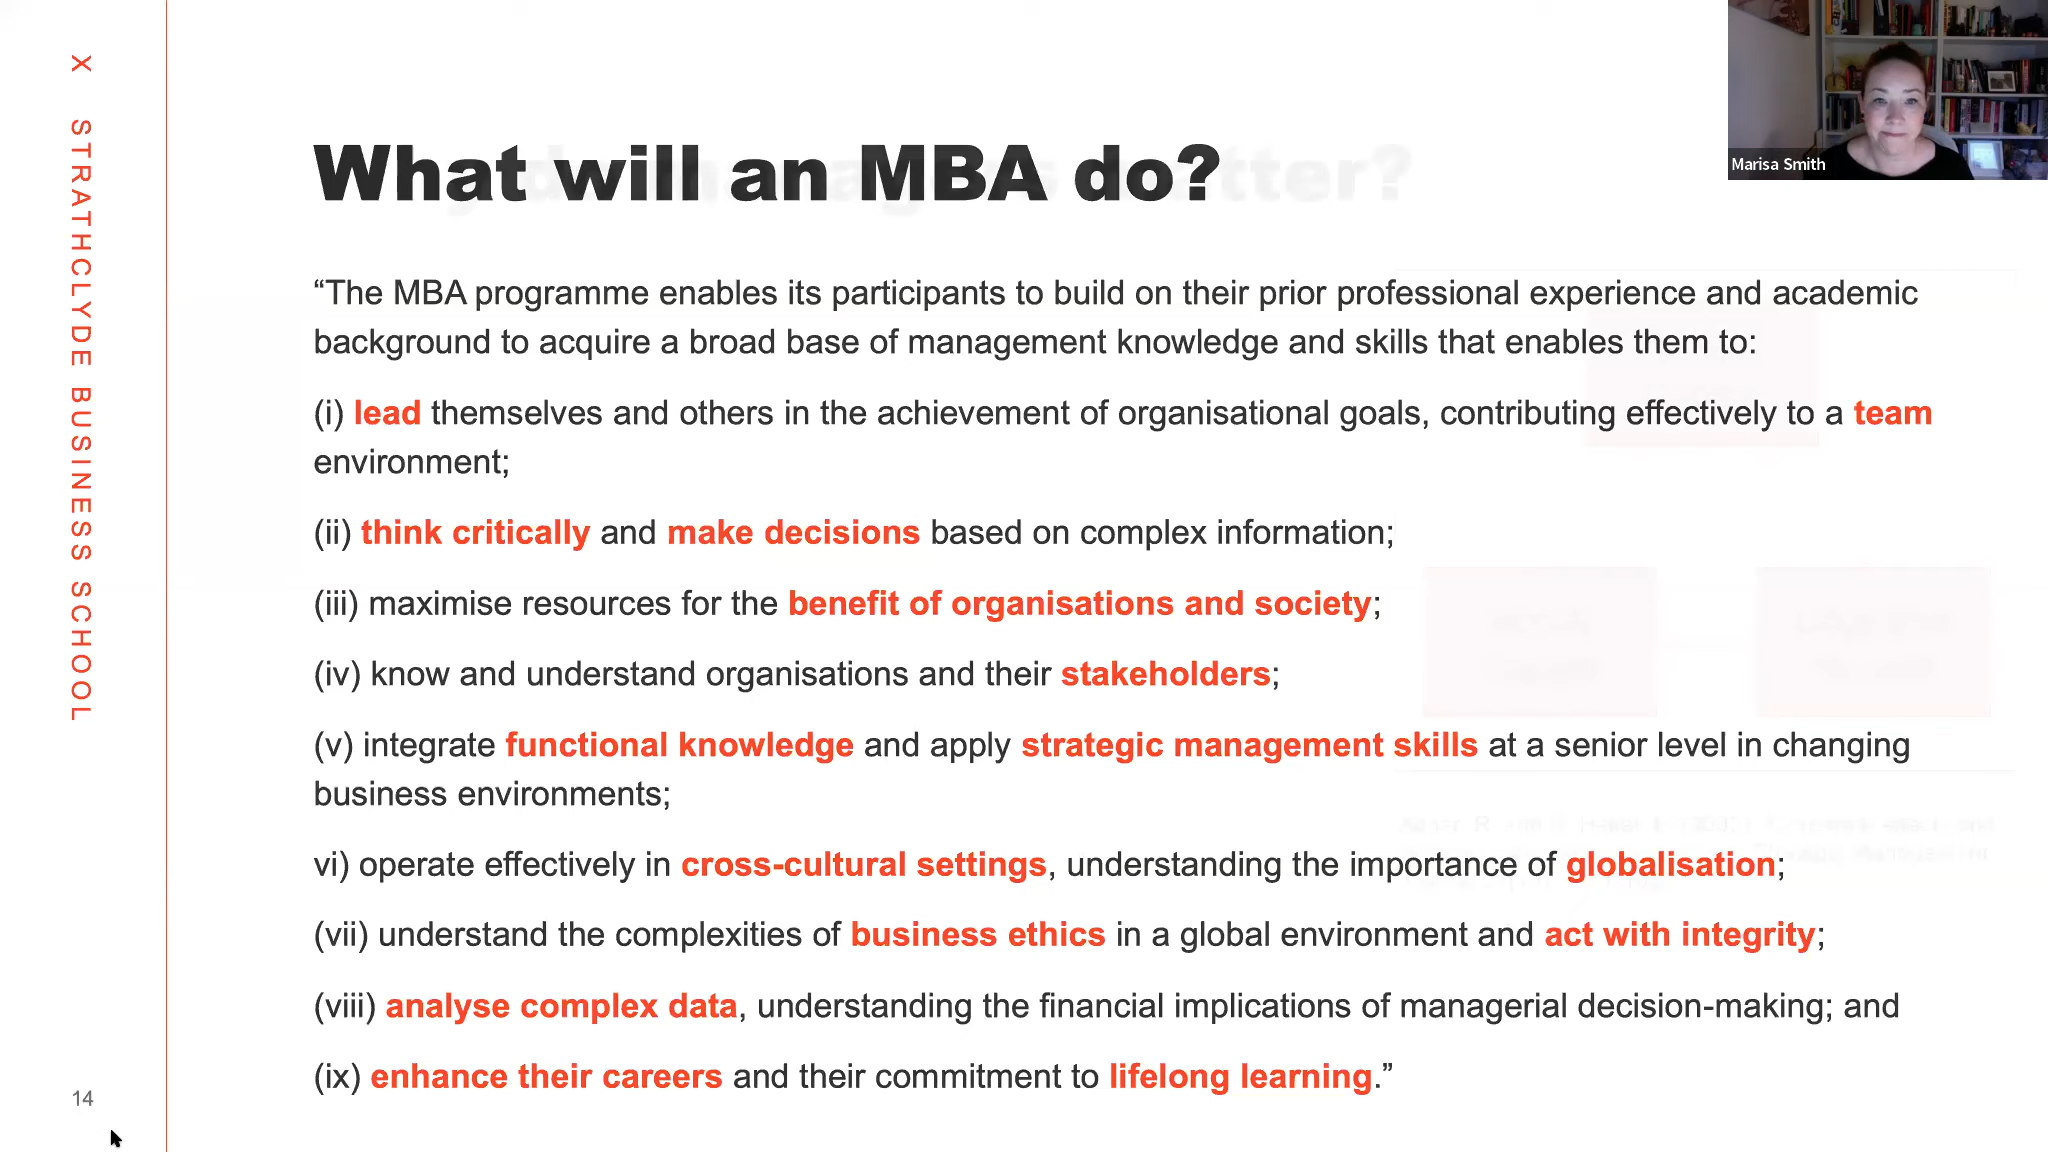 X STRATHCLYDE BUSINESS SCHOOL
Marisa Smith
What will an MBA do?
“The MBA programme enables its participants to build on their prior professional experience and academic
background to acquire a broad base of management knowledge and skills that enables them to:
(i) lead themselves and others in the achievement of organisational goals, contributing effectively to a team
environment;
(ii) think critically and make decisions based on complex information;
(iii) maximise resources for the benefit of organisations and society;
(iv) know and understand organisations and their stakeholders;
(v) integrate functional knowledge and apply strategic management skills at a senior level in changing
business environments;
vi) operate effectively in cross-cultural settings, understanding the importance of globalisation;
(vii) understand the complexities of business ethics in a global environment and act with integrity;
(viii) analyse complex data, understanding the financial implications of managerial decision-making; and
(ix) enhance their careers and their commitment to lifelong learning.”
14